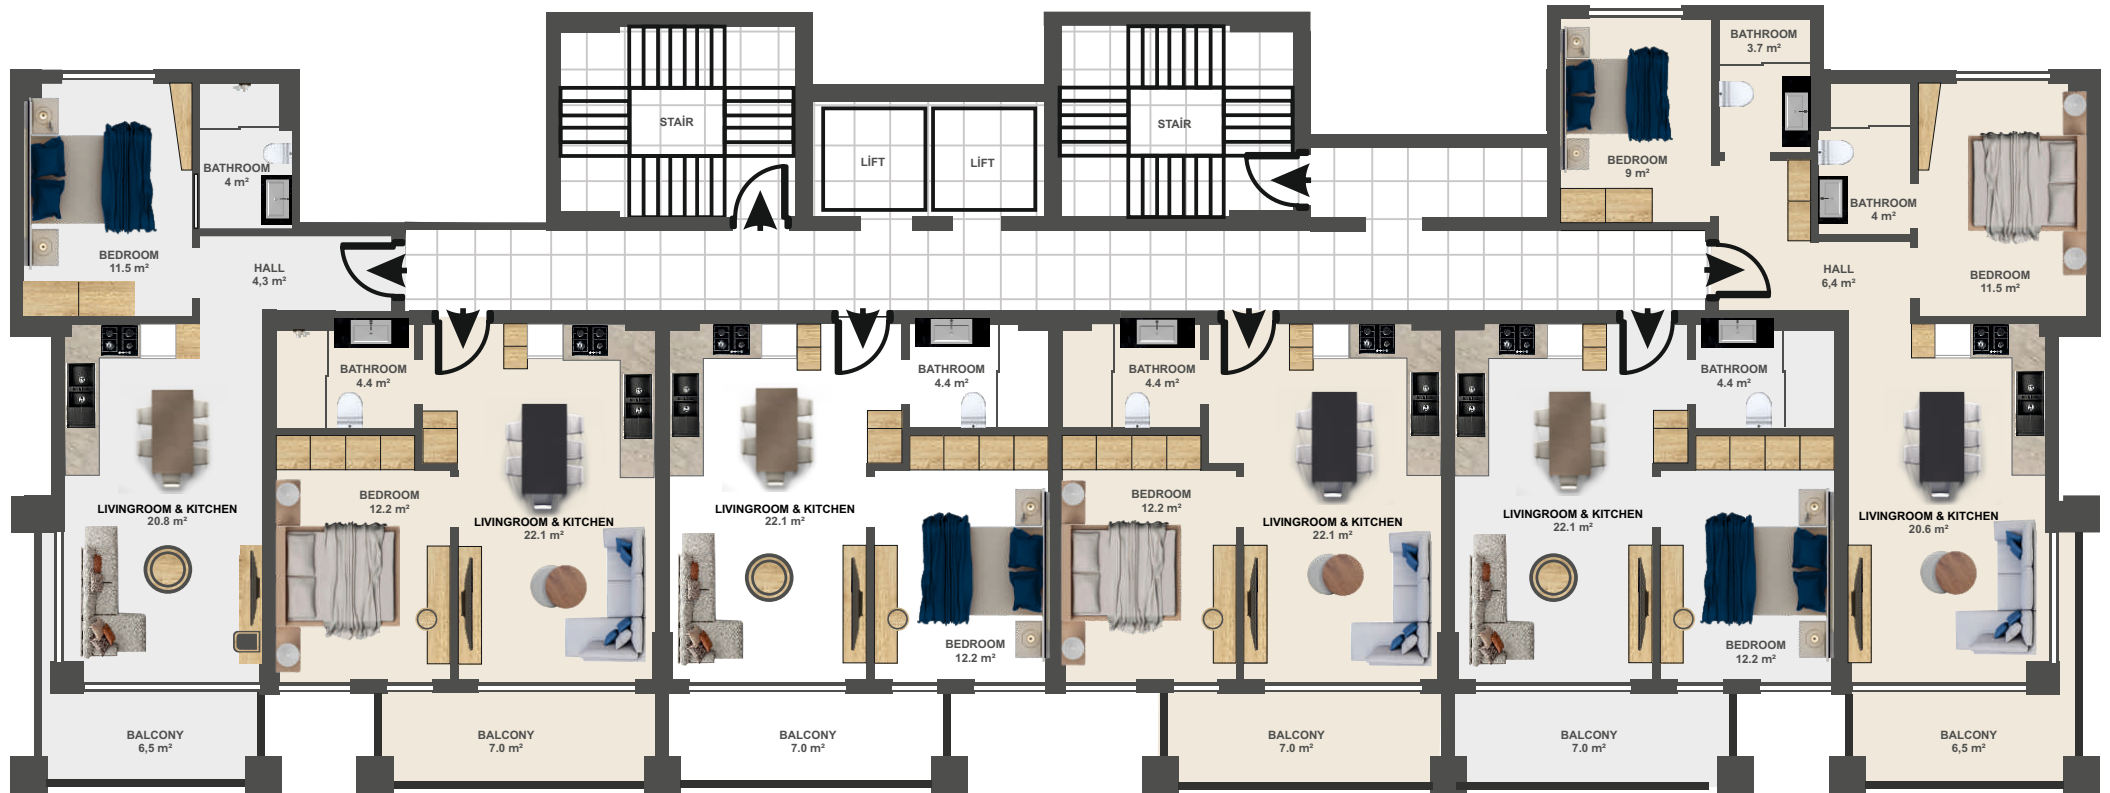 BATHROOM
3.7 m²
STAİR
STAİR
LİFT
LİFT
BATHROOM
4 m²
BEDROOM
9 m²
BATHROOM
4 m²
BEDROOM
11.5 m²
HALL
4,3 m²
HALL
6,4 m²
BEDROOM
11.5 m²
BATHROOM
4.4 m²
BATHROOM
4.4 m²
BATHROOM
4.4 m²
BATHROOM
4.4 m²
LIVINGROOM & KITCHEN
20.8 m²
BEDROOM
12.2 m²
LIVINGROOM & KITCHEN
22.1 m²
LIVINGROOM & KITCHEN
22.1 m²
BEDROOM
12.2 m²
LIVINGROOM & KITCHEN
22.1 m²
LIVINGROOM & KITCHEN
22.1 m²
LIVINGROOM & KITCHEN
20.6 m²
BEDROOM
12.2 m²
BEDROOM
12.2 m²
BALCONY
6,5 m²
BALCONY
7.0 m²
BALCONY
7.0 m²
BALCONY
7.0 m²
BALCONY
7.0 m²
BALCONY
6,5 m²